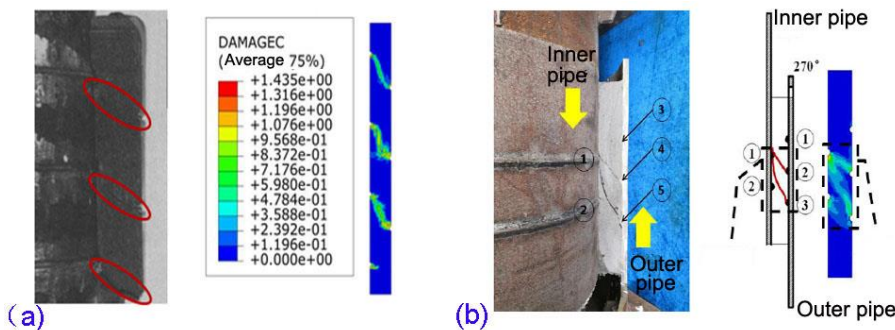 DAMAGEC
(Average 75%)
+1.435e+00
+1.316e+00
+1.196e+00
+1.076e+00
+9.568e-01
+8.372e-01
+7.176e-01
+5.980e-01
+4.784e-01
+3.588e-01
+2.392e-01
+1.196e-01
+0.000e+00
(a)
Inner
pipe
③
④
①
⑤
②
Outer
pipe
(b)
Inner pipe
270°
①
①
②
②
③
Outer pipe